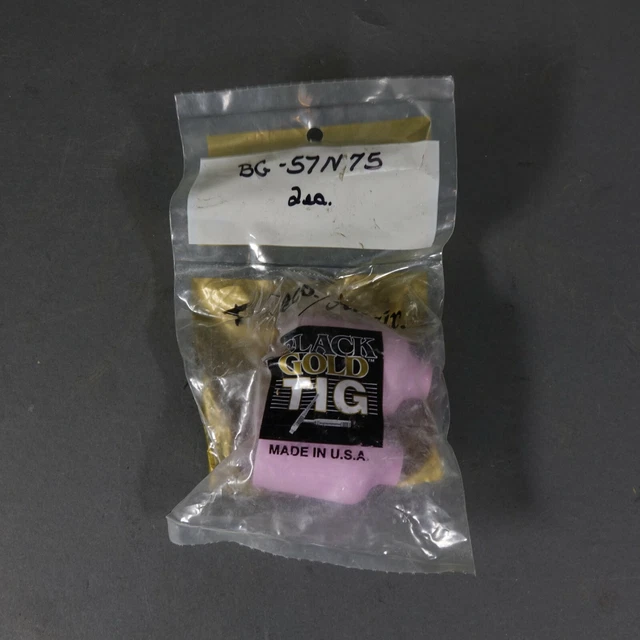 BG-57N75
2ea.
BLACK
GOLD
TIG
MADE IN U.S.A.